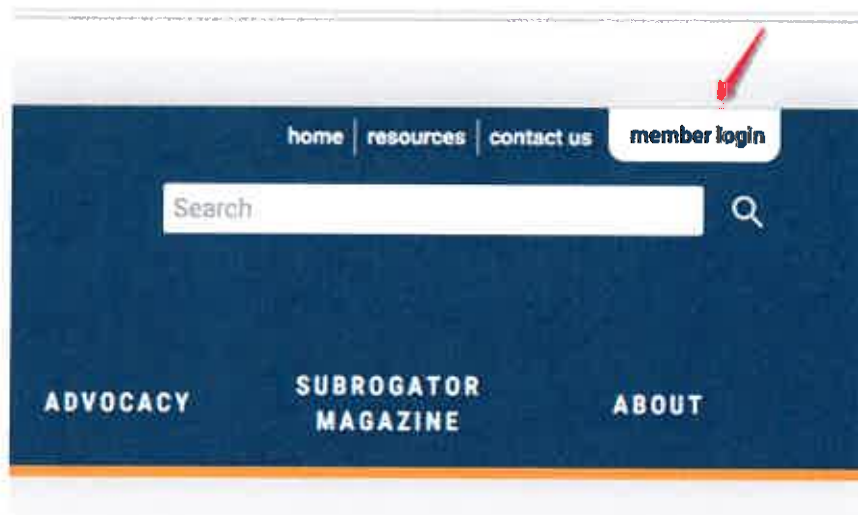 home | resources | contact us
member login
Search
ADVOCACY
SUBROGATOR
MAGAZINE
ABOUT